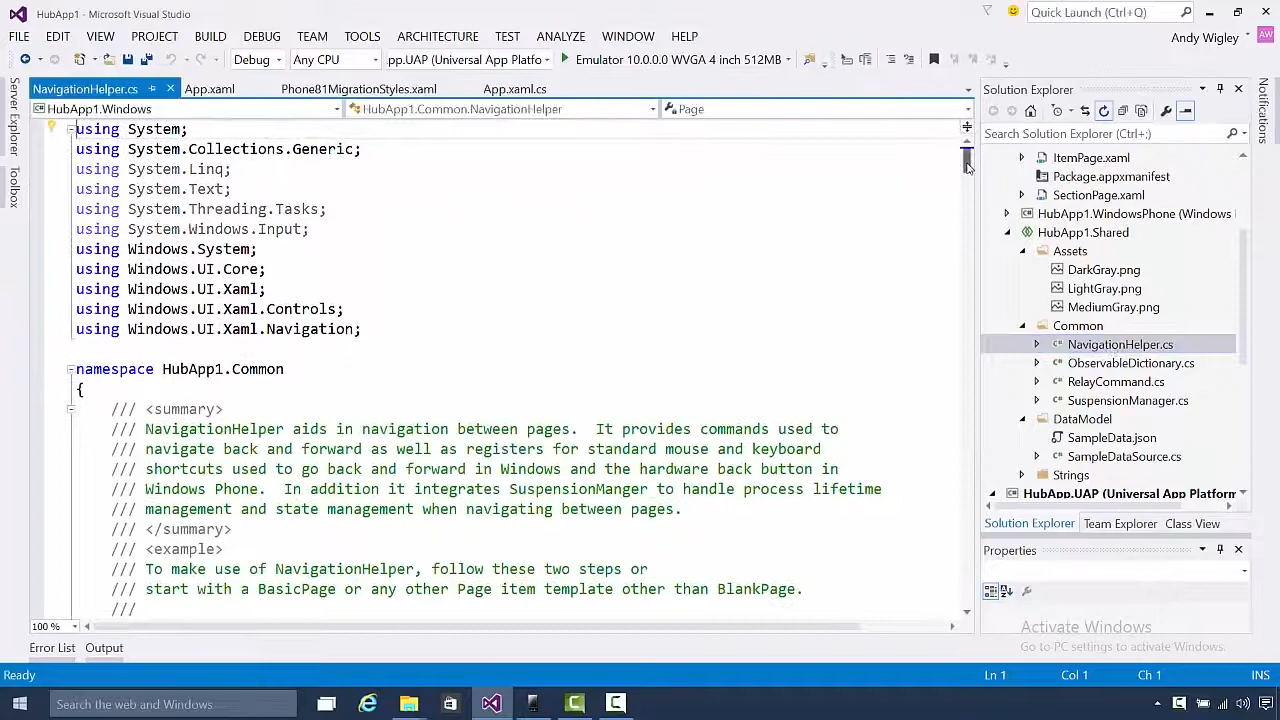 HubApp1 - Microsoft Visual Studio
Quick Launch (Ctrl+Q)
FILE EDIT VIEW PROJECT BUILD DEBUG TEAM TOOLS ARCHITECTURE TEST ANALYZE WINDOW HELP
Andy Wigley AW
Debug Any CPU pp.UAP (Universal App Platfo Emulator 10.0.0.0 WVGA 4 inch 512MB
Server Explorer
Toolbox
NavigationHelper.cs App.xaml Phone81MigrationStyles.xaml App.xaml.cs
HubApp1.Windows HubApp1.Common.NavigationHelper Page
using System;
using System.Collections.Generic;
using System.Linq;
using System.Text;
using System.Threading.Tasks;
using System.Windows.Input;
using Windows.System;
using Windows.UI.Core;
using Windows.UI.Xaml;
using Windows.UI.Xaml.Controls;
using Windows.UI.Xaml.Navigation;
namespace HubApp1.Common
{
/// <summary>
/// NavigationHelper aids in navigation between pages.  It provides commands used to
/// navigate back and forward as well as registers for standard mouse and keyboard
/// shortcuts used to go back and forward in Windows and the hardware back button in
/// Windows Phone.  In addition it integrates SuspensionManger to handle process lifetime
/// management and state management when navigating between pages.
/// </summary>
/// <example>
/// To make use of NavigationHelper, follow these two steps or
/// start with a BasicPage or any other Page item template other than BlankPage.
///
100 %
Solution Explorer
Search Solution Explorer (Ctrl+;)
ItemPage.xaml
Package.appxmanifest
SectionPage.xaml
HubApp1.WindowsPhone (Windows
HubApp1.Shared
Assets
DarkGray.png
LightGray.png
MediumGray.png
Common
NavigationHelper.cs
ObservableDictionary.cs
RelayCommand.cs
SuspensionManager.cs
DataModel
SampleData.json
SampleDataSource.cs
Strings
HubApp.UAP (Universal App Platform
Solution Explorer Team Explorer Class View
Properties
Notifications
Activate Windows
Go to PC settings to activate Windows.
Error List Output
Ready Ln 1 Col 1 Ch 1 INS
Search the web and Windows